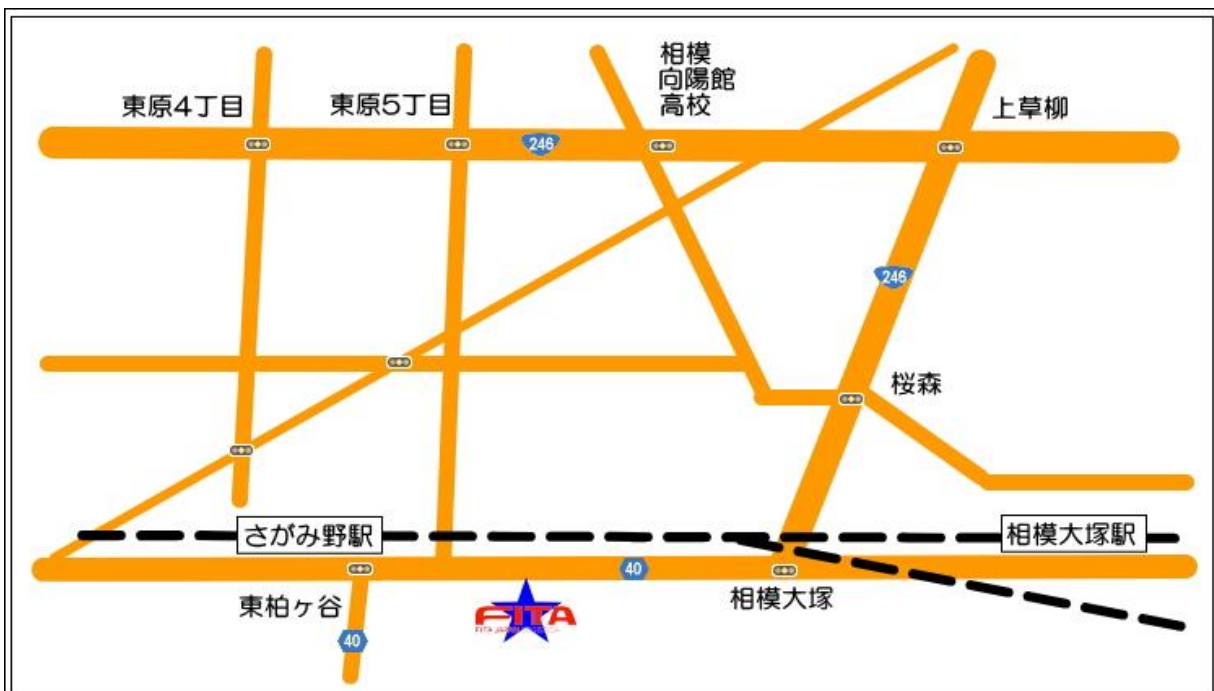 東原4丁目
東原5丁目
相模
向陽館
高校
上草柳
246
246
桜森
さがみ野駅
相模大塚駅
40
東柏ヶ谷
相模大塚
FITA
40